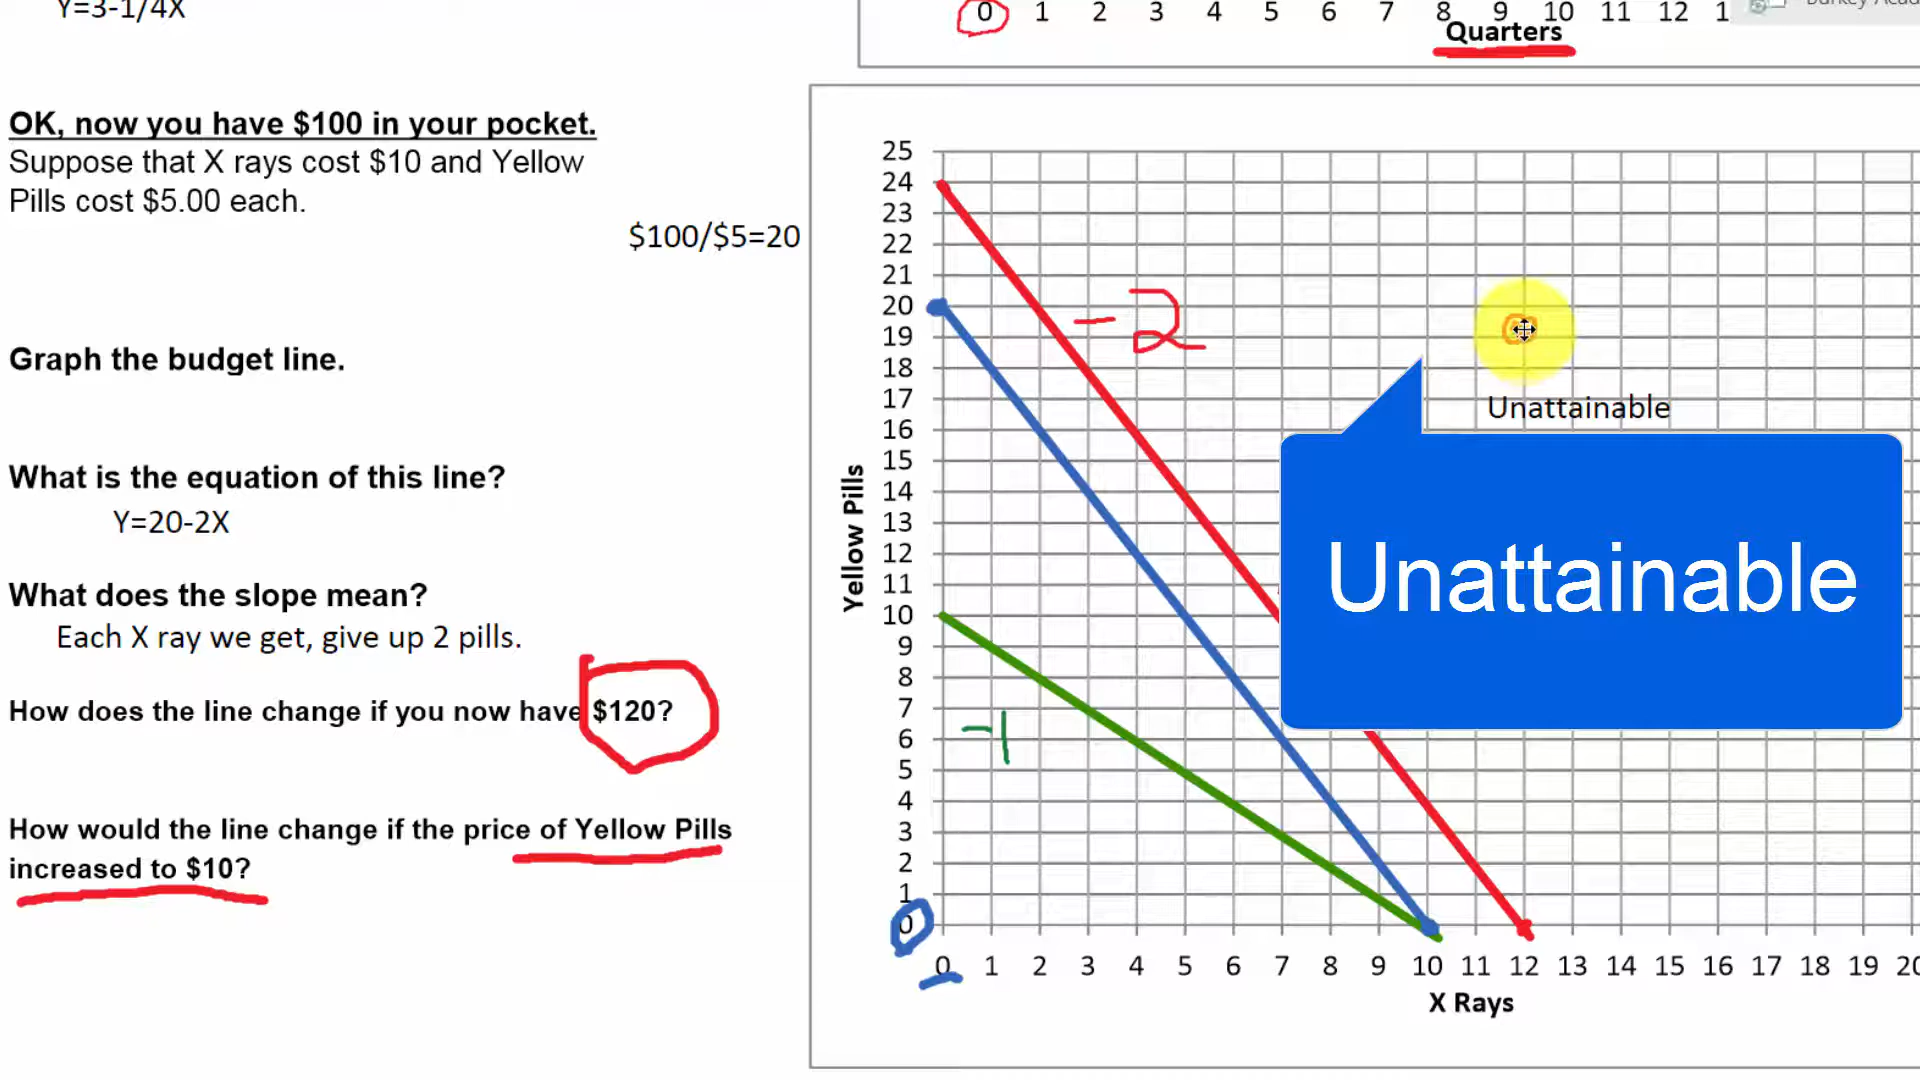 Y=3-1/4X
0 1 2 3 4 5 6 7 8 9 10 11 12 1
Quarters
OK, now you have $100 in your pocket.
Suppose that X rays cost $10 and Yellow
Pills cost $5.00 each.
$100/$5=20
Graph the budget line.
What is the equation of this line?
Y=20-2X
What does the slope mean?
Each X ray we get, give up 2 pills.
How does the line change if you now have $120?
How would the line change if the price of Yellow Pills
increased to $10?
25
24
23
22
21
20
19
18
17
16
15
14
13
12
11
10
9
8
7
6
5
4
3
2
1
0
Yellow Pills
-2
-1
Unattainable
Unattainable
0 1 2 3 4 5 6 7 8 9 10 11 12 13 14 15 16 17 18 19 20
X Rays